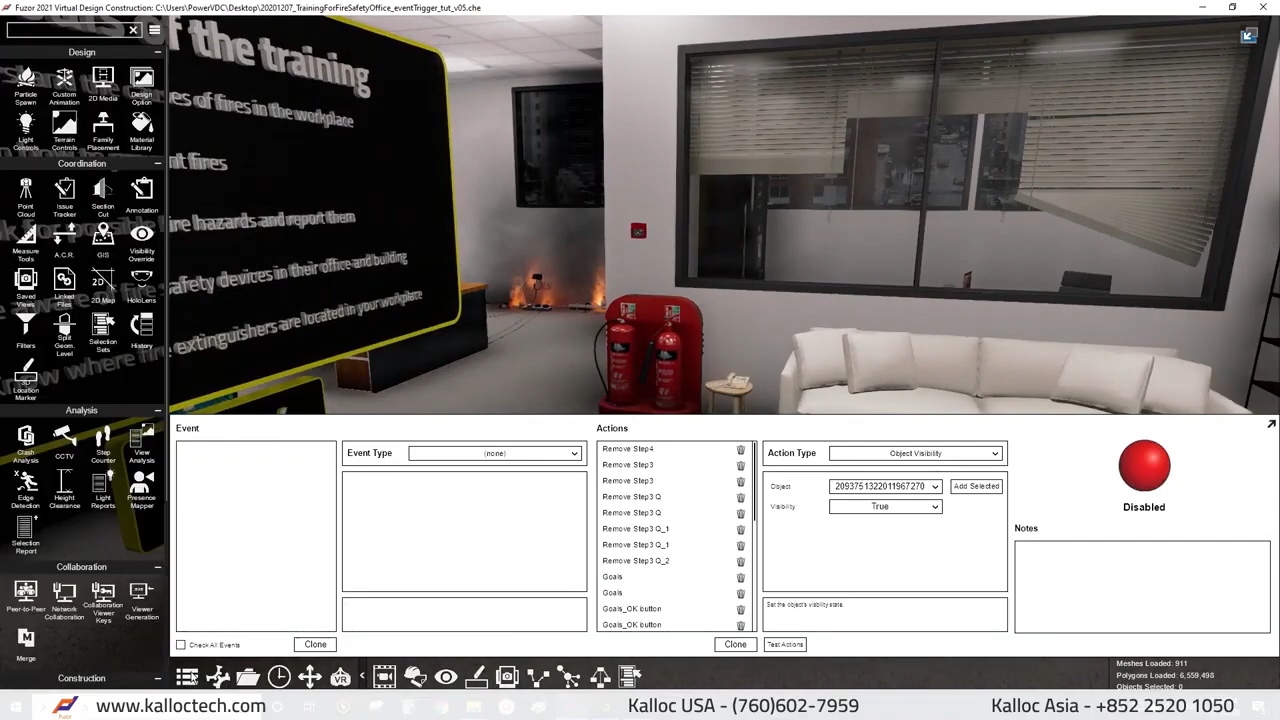 Fuzor 2021 Virtual Design Construction: C:\Users\PowerVDC\Desktop\20201207_TrainingForFireSafetyOffice_eventTrigger_tut_v05.che
of the training
es of fires in the workplace
nt fires
re hazards and report them
safety devices in their office and building
extinguishers are located in your workplace
Know where fire
Design
Particle Spawn
Custom Animation
2D Media
Design Option
Light Controls
Terrain Controls
Family Placement
Material Library
Coordination
Point Cloud
Issue Tracker
Section Cut
Annotation
Measure Tools
A.C.R.
GIS
Visibility Override
Saved Views
Linked Files
2D Map
HoloLens
Filters
Split Geom. Level
Selection Sets
History
3D Location Marker
Analysis
Clash Analysis
CCTV
Step Counter
View Analysis
Edge Detection
Height Clearance
Light Reports
Presence Mapper
Selection Report
Collaboration
Peer-to-Peer
Network Collaboration
Collaboration Viewer Keys
Viewer Generation
Merge
Construction
Event
Event Type
(none)
Check All Events
Clone
Actions
Remove Step4
Remove Step3
Remove Step3
Remove Step3 Q
Remove Step3 Q
Remove Step3 Q_1
Remove Step3 Q_1
Remove Step3 Q_2
Goals
Goals
Goals_OK button
Goals_OK button
Clone
Action Type
Object Visibility
Object
2093751322011967270
Add Selected
Visibility
True
Set the object's visibility state.
Test Actions
Disabled
Notes
VR
Meshes Loaded: 911
Polygons Loaded: 6,559,498
Objects Selected: 0
Fuzor
www.kalloctech.com
Kalloc USA - (760)602-7959
Kalloc Asia - +852 2520 1050